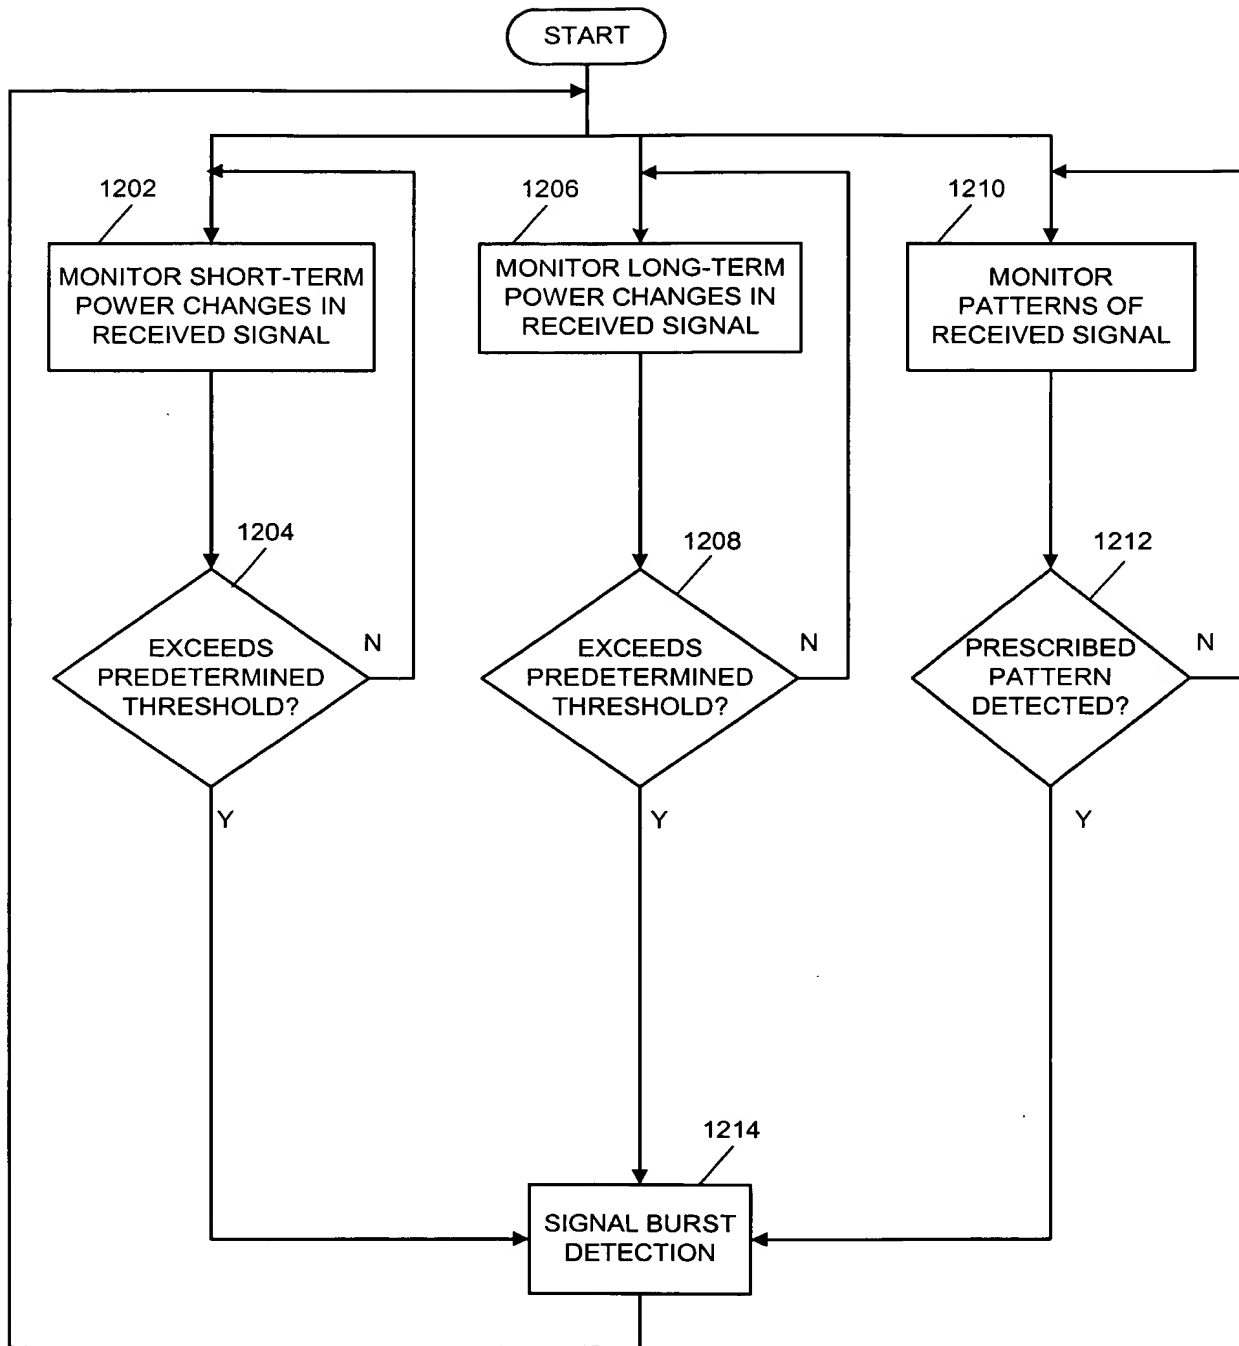 START
1202
1206
1210
MONITOR SHORT-TERM
POWER CHANGES IN
RECEIVED SIGNAL
MONITOR LONG-TERM
POWER CHANGES IN
RECEIVED SIGNAL
MONITOR
PATTERNS OF
RECEIVED SIGNAL
1204
1208
1212
EXCEEDS
PREDETERMINED
THRESHOLD?
N
EXCEEDS
PREDETERMINED
THRESHOLD?
N
PRESCRIBED
PATTERN
DETECTED?
N
Y
Y
Y
1214
SIGNAL BURST
DETECTION